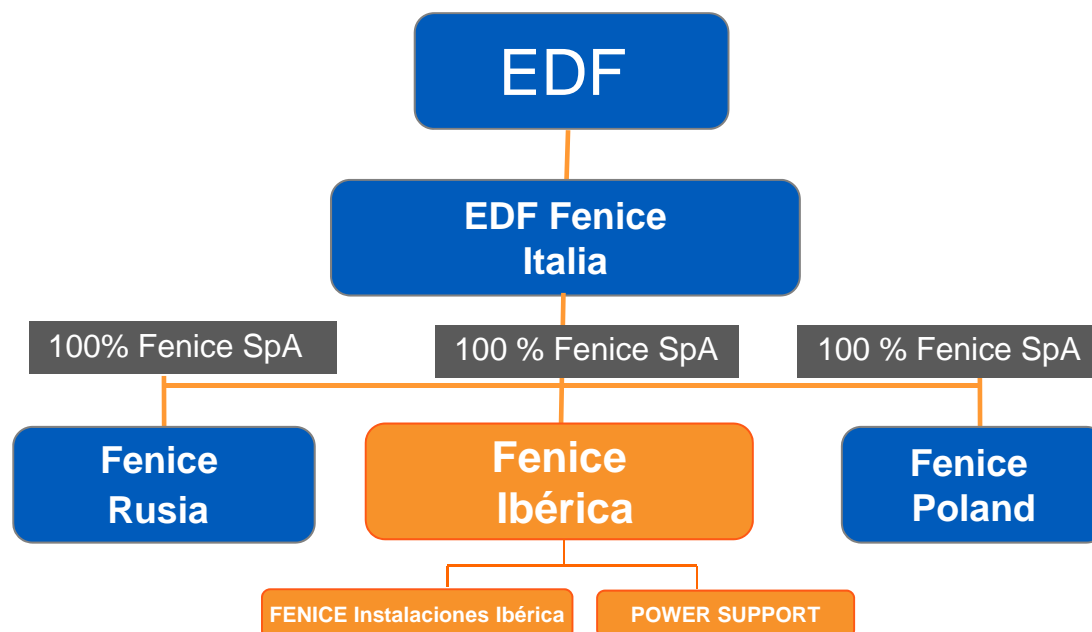 EDF
EDF Fenice
Italia
100% Fenice SpA
100 % Fenice SpA
100 % Fenice SpA
Fenice
Rusia
Fenice
Ibérica
Fenice
Poland
FENICE Instalaciones Ibérica
POWER SUPPORT